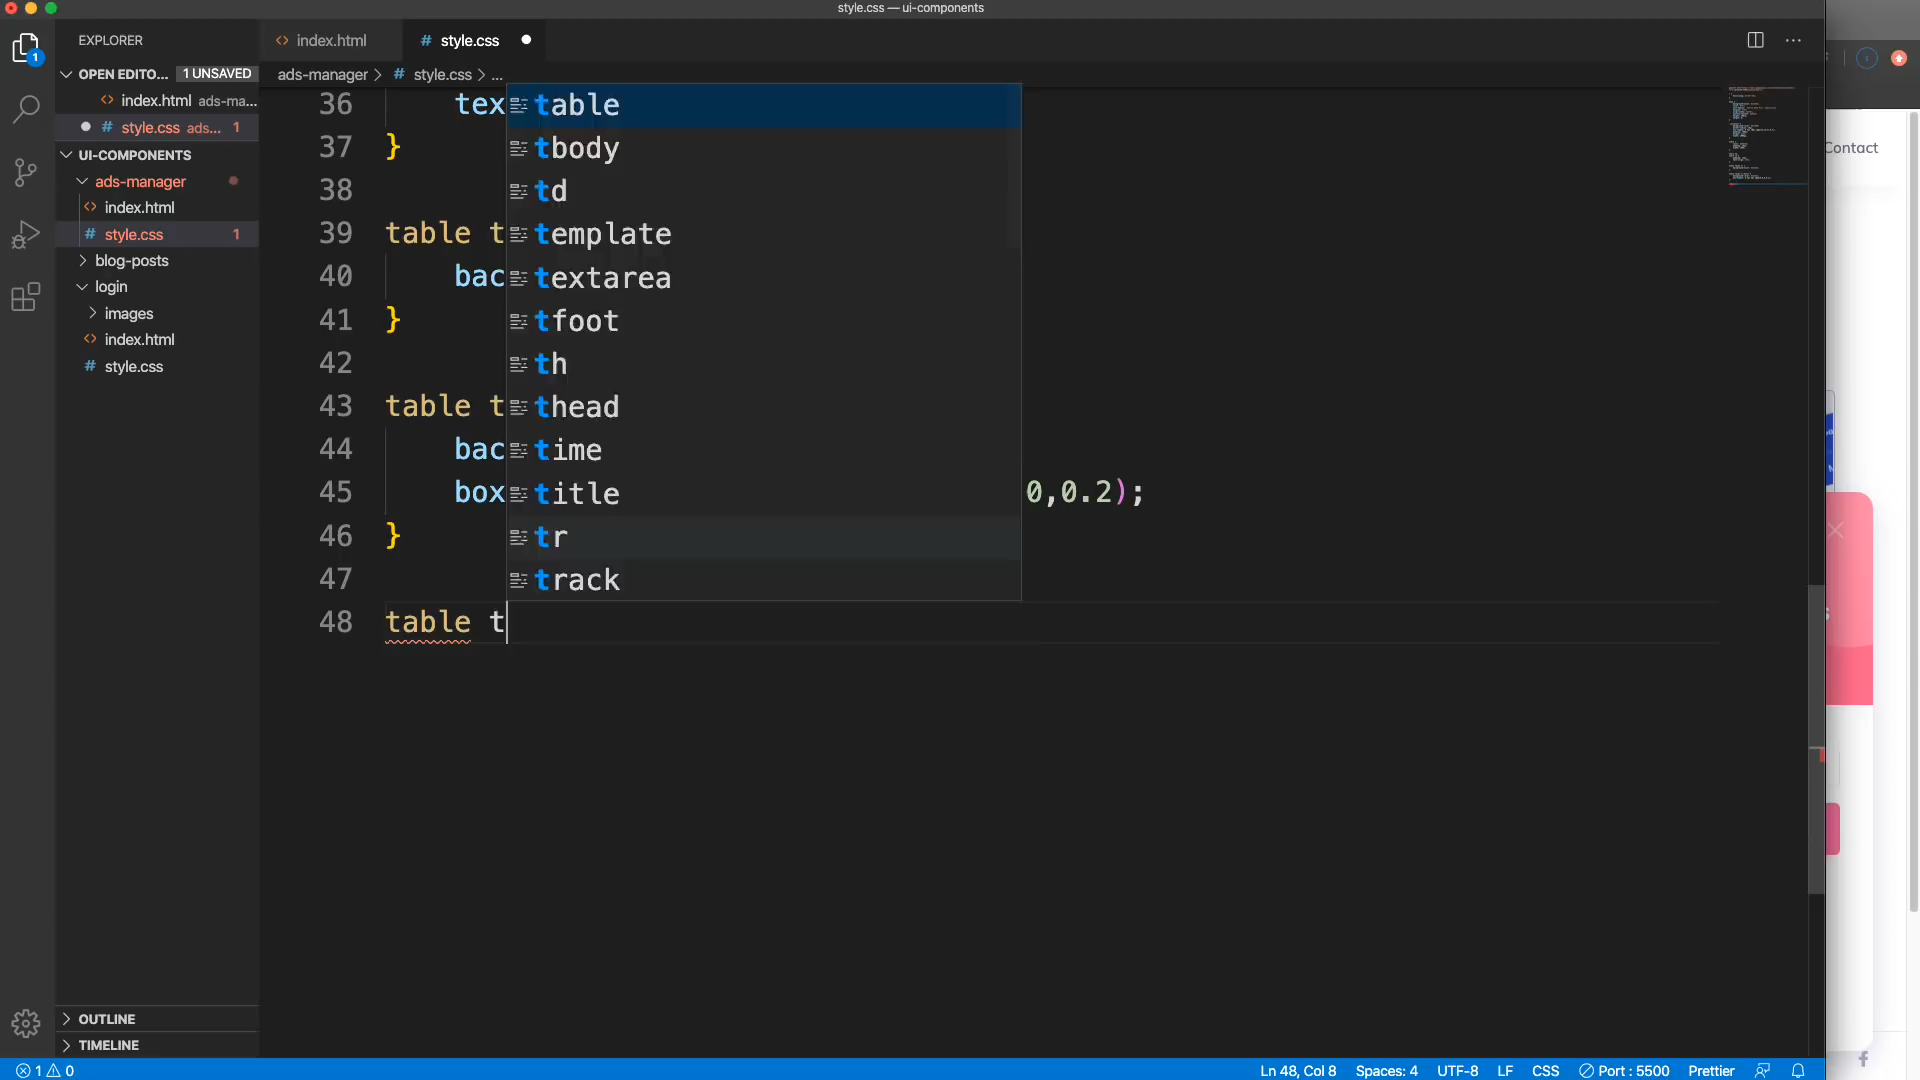 style.css — ui-components
EXPLORER
index.html
# style.css
OPEN EDITO... 1 UNSAVED
ads-manager > # style.css > ...
index.html ads-ma...
# style.css ads... 1
UI-COMPONENTS
ads-manager
index.html
# style.css 1
blog-posts
login
images
index.html
# style.css
OUTLINE
TIMELINE
36 tex
37 }
38
39 table t
40 bac
41 }
42
43 table t
44 bac
45 box 0,0.2);
46 }
47
48 table t
table
tbody
td
template
textarea
tfoot
th
thead
time
title
tr
track
Contact
1 0
Ln 48, Col 8 Spaces: 4 UTF-8 LF CSS Port : 5500 Prettier